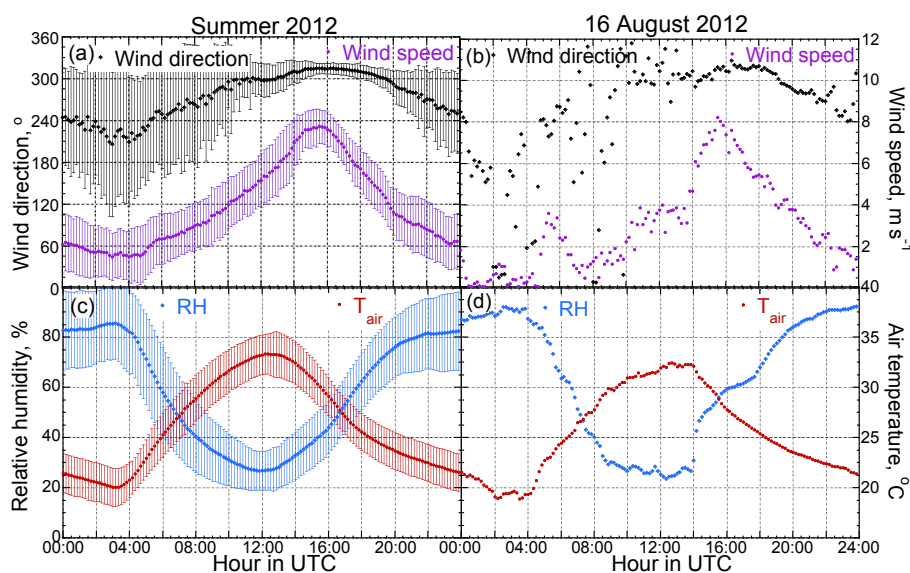 Summer 2012
16 August 2012
(a) Wind direction Wind speed
(b) Wind direction Wind speed
360
300
240
180
120
60
0
Wind direction, °
12
10
8
6
4
2
40
Wind speed, m s⁻¹
(c) RH T air
(d) RH T air
80
60
40
20
0
Relative humidity, %
35
30
25
20
Air temperature, °C
00:00 04:00 08:00 12:00 16:00 20:00 00:00 04:00 08:00 12:00 16:00 20:00 24:00
Hour in UTC
Hour in UTC